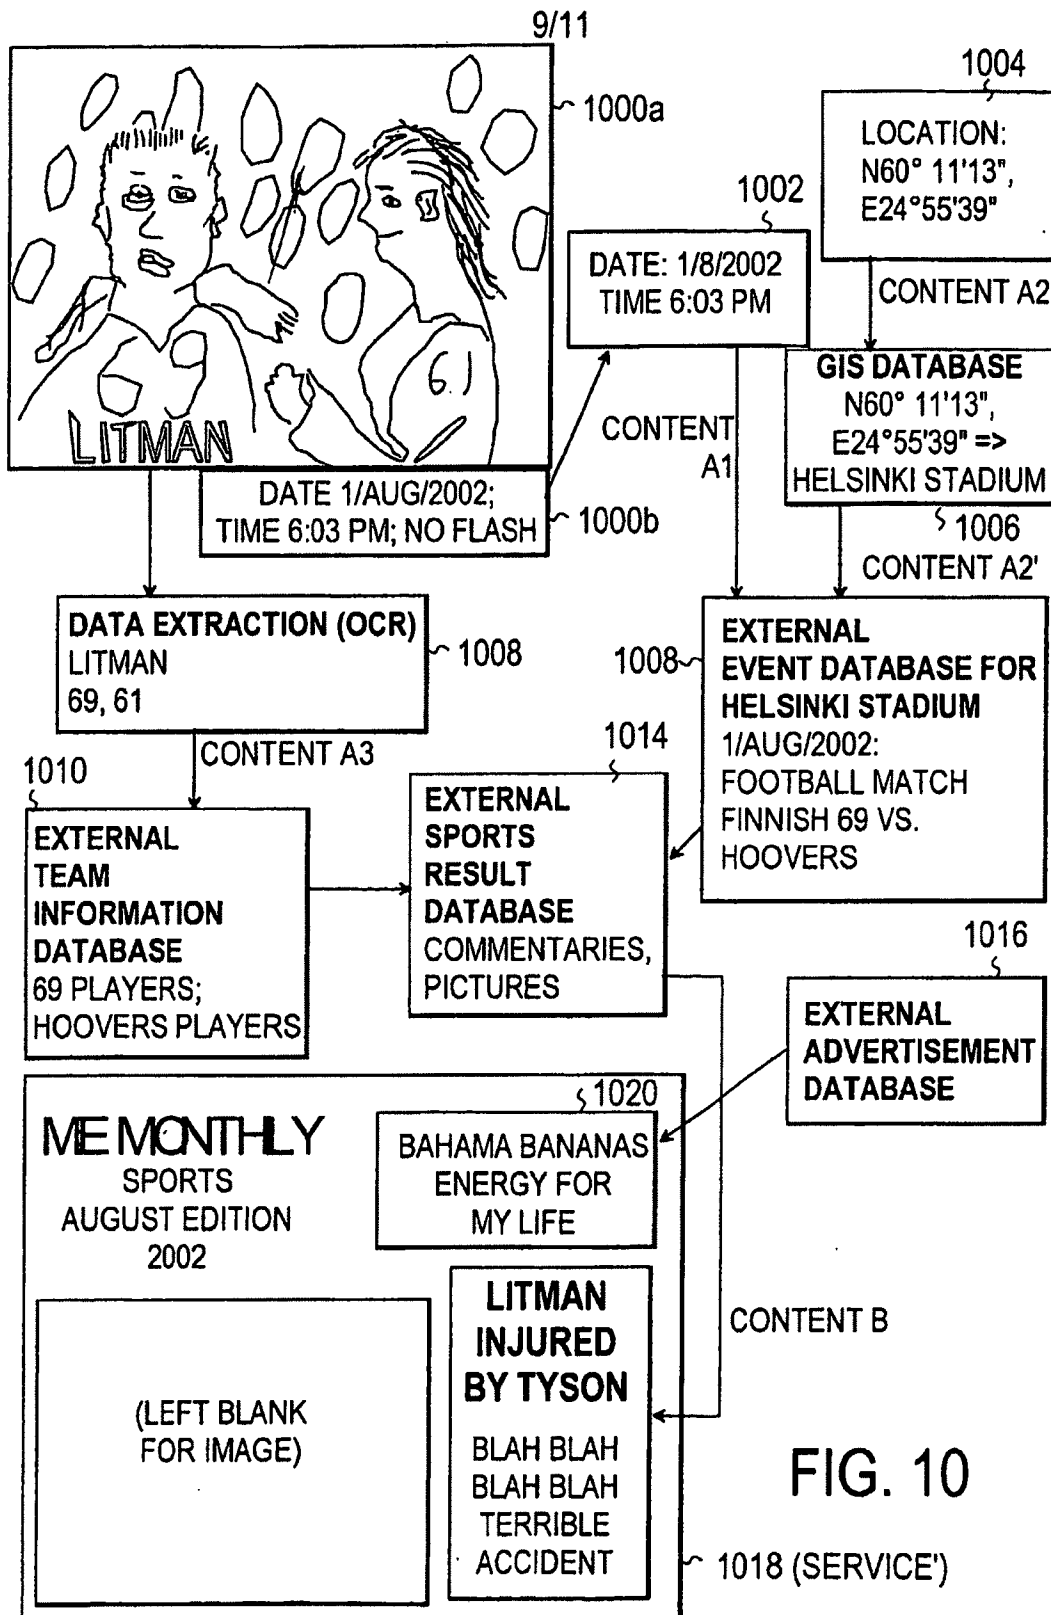 9/11
1000a
1004
LOCATION:
N60° 11'13",
E24°55'39"
1002
DATE: 1/8/2002
TIME 6:03 PM
CONTENT A2
GIS DATABASE
N60° 11'13",
E24°55'39" =>
HELSINKI STADIUM
1006
CONTENT A2'
CONTENT
A1
61
LITMAN
DATE 1/AUG/2002;
TIME 6:03 PM; NO FLASH
1000b
DATA EXTRACTION (OCR)
LITMAN
69, 61
1008
CONTENT A3
1008
EXTERNAL
EVENT DATABASE FOR
HELSINKI STADIUM
1/AUG/2002:
FOOTBALL MATCH
FINNISH 69 VS.
HOOVERS
1010
EXTERNAL
TEAM
INFORMATION
DATABASE
69 PLAYERS;
HOOVERS PLAYERS
1014
EXTERNAL
SPORTS
RESULT
DATABASE
COMMENTARIES,
PICTURES
1016
EXTERNAL
ADVERTISEMENT
DATABASE
ME MONTHLY
SPORTS
AUGUST EDITION
2002
1020
BAHAMA BANANAS
ENERGY FOR
MY LIFE
(LEFT BLANK
FOR IMAGE)
LITMAN
INJURED
BY TYSON
BLAH BLAH
BLAH BLAH
TERRIBLE
ACCIDENT
CONTENT B
FIG. 10
1018 (SERVICE')